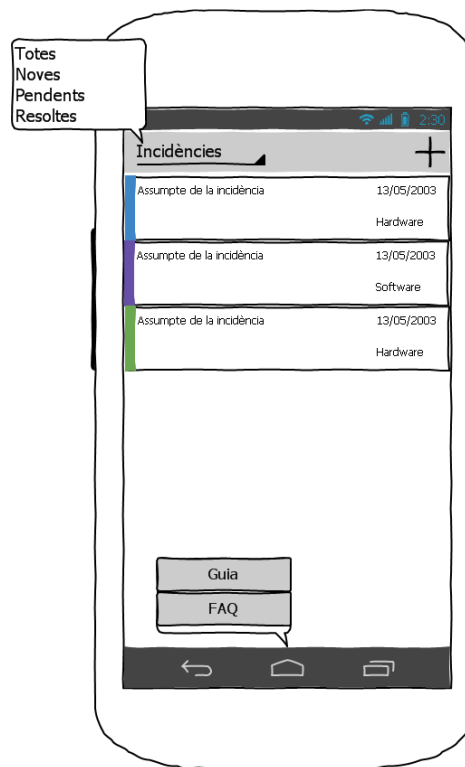 Totes
Noves
Pendents
Resoltes
2:30
Incidències
Assumpte de la incidència 13/05/2003
Hardware
Assumpte de la incidència 13/05/2003
Software
Assumpte de la incidència 13/05/2003
Hardware
Guia
FAQ